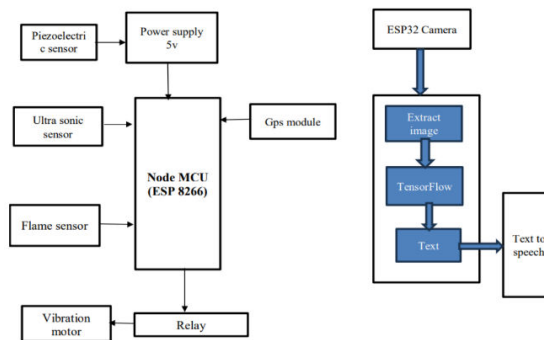 Piezoelectri
c sensor
Power supply
5v
Ultra sonic
sensor
Gps module
Node MCU
(ESP 8266)
Flame sensor
Vibration
motor
Relay
ESP32 Camera
Extract
image
TensorFlow
Text
Text to
speech